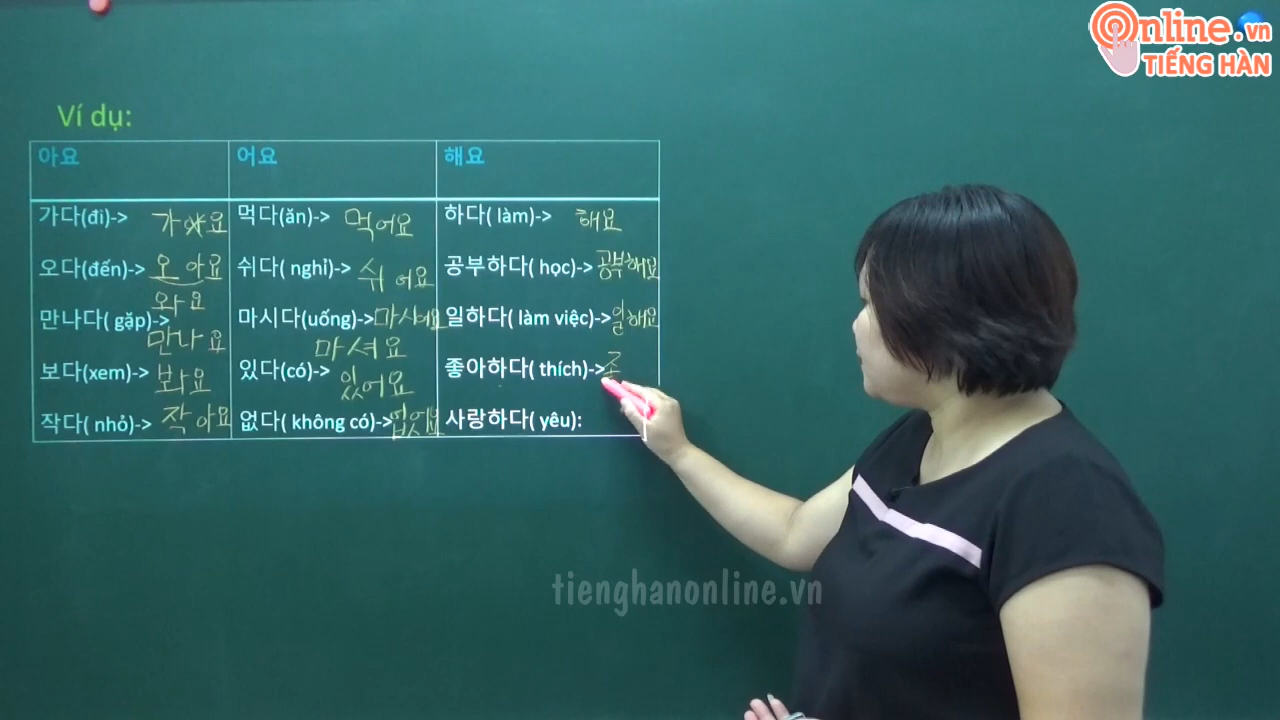 Online.vn
TIẾNG HÀN
Ví dụ:
아요 어요 해요
가다(đi)-> 가요 먹다(ăn)-> 먹어요 하다( làm)-> 해요
오다(đến)-> 오 아요 쉬다( nghỉ)-> 쉬 어요 공부하다( học)-> 공부해요
와요
만나다( gặp)-> 마시다(uống)-> 마시어요 일하다( làm việc)-> 일해요
만나요 마셔요
보다(xem)-> 봐요 있다(có)-> 있어요 좋아하다( thích)->
작다( nhỏ)-> 작아요 없다( không có)-> 사랑하다( yêu):
tienghanonline.vn